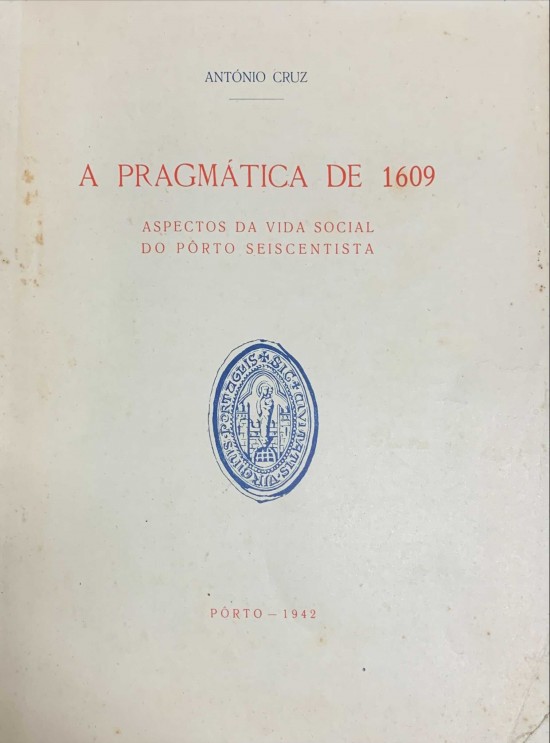 ANTÓNIO CRUZ
A PRAGMÁTICA DE 1609
ASPECTOS DA VIDA SOCIAL
DO PÔRTO SEISCENTISTA
PÔRTO — 1942